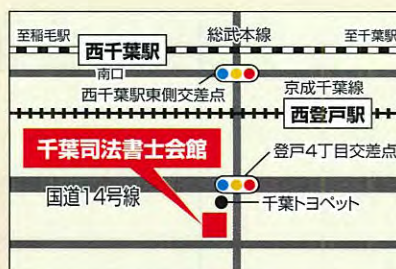 至稲毛駅
総武本線
至千葉駅
西千葉駅
南口
西千葉駅東側交差点
京成千葉線
西登戸駅
千葉司法書士会館
登戸4丁目交差点
国道14号線
千葉トヨペット